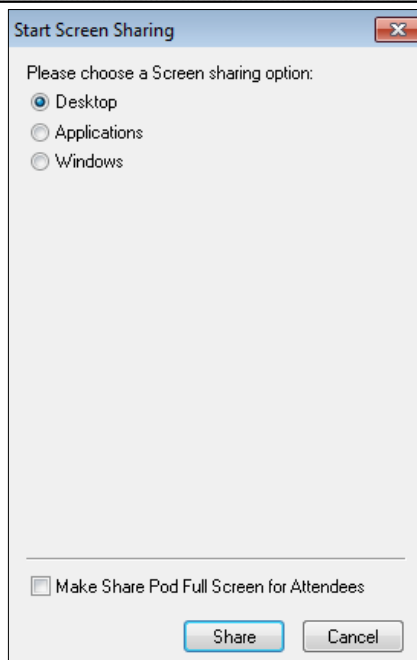 Start Screen Sharing
Please choose a Screen sharing option:
Desktop
Applications
Windows
Make Share Pod Full Screen for Attendees
Share Cancel